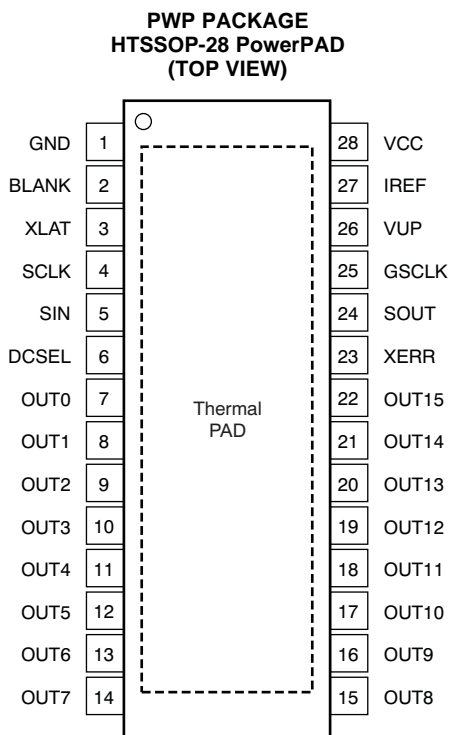 PWP PACKAGE
HTSSOP-28 PowerPAD
(TOP VIEW)
GND 1 28 VCC
BLANK 2 27 IREF
XLAT 3 26 VUP
SCLK 4 25 GSCLK
SIN 5 24 SOUT
DCSEL 6 23 XERR
OUT0 7 22 OUT15
Thermal
PAD
OUT1 8 21 OUT14
OUT2 9 20 OUT13
OUT3 10 19 OUT12
OUT4 11 18 OUT11
OUT5 12 17 OUT10
OUT6 13 16 OUT9
OUT7 14 15 OUT8